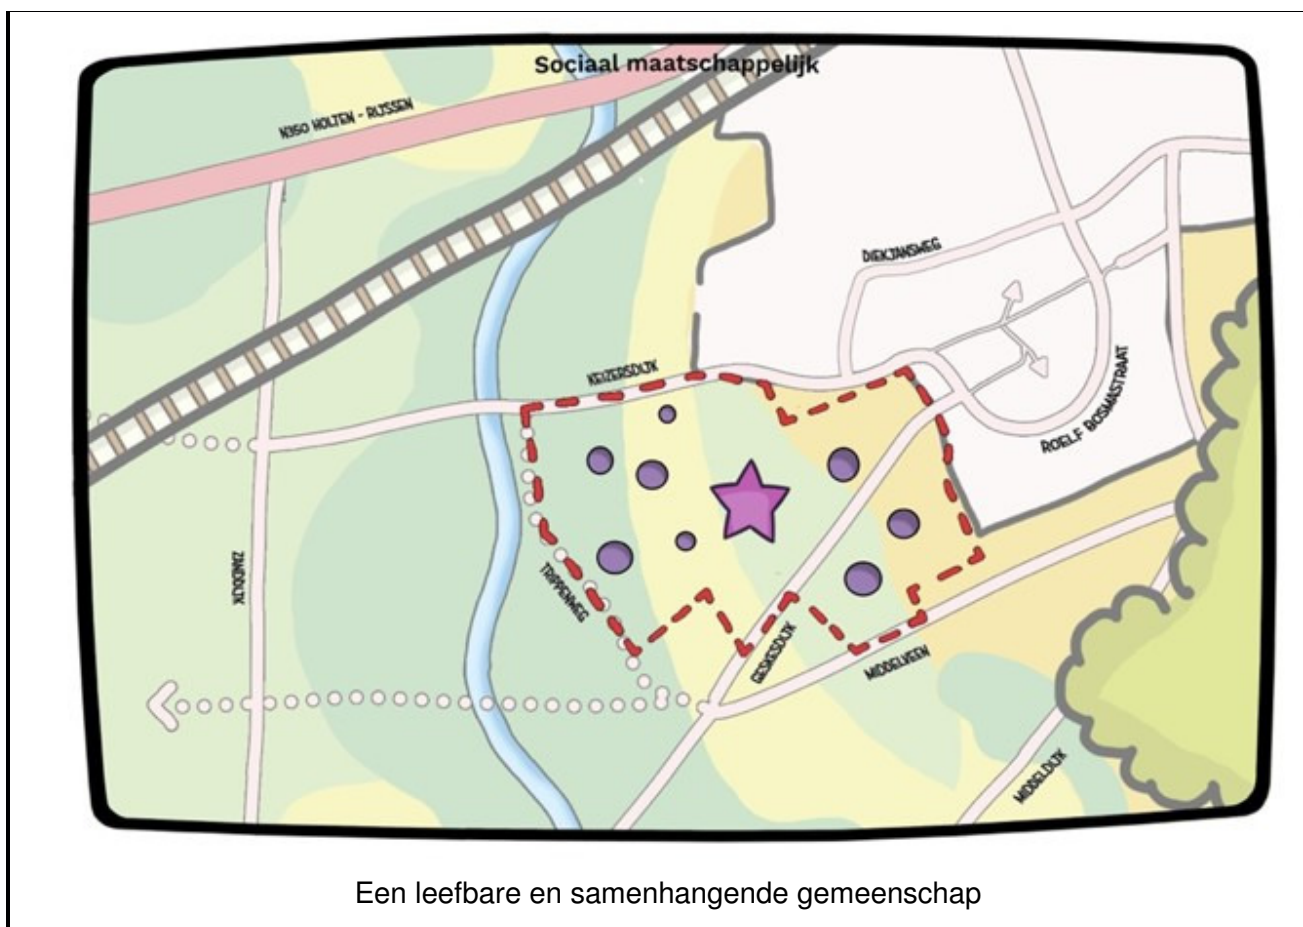 Sociaal maatschappelijk
N350 HOLTEN - RIJSSEN
DIEKJANSWEG
KEIZERSDIJK
ROELF BOSMASTRAAT
ZANDDIJK
TRIPPENWEG
GESKESDIJK
MIDDELVEEN
MIDDELDIJK
Een leefbare en samenhangende gemeenschap